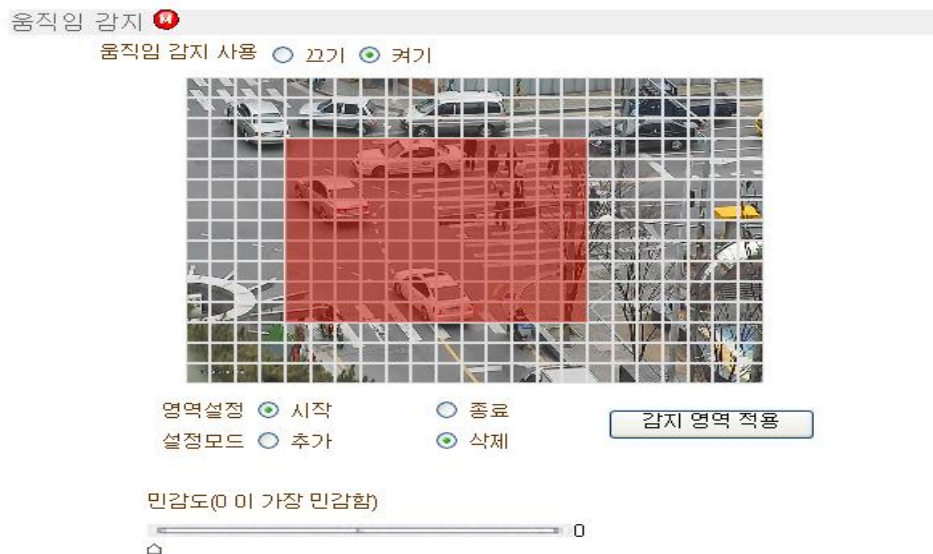 움직임 감지 M
움직임 감지 사용 끄기 켜기
영역설정 시작 종료 감지 영역 적용
설정모드 추가 삭제
민감도(0 이 가장 민감함)
0